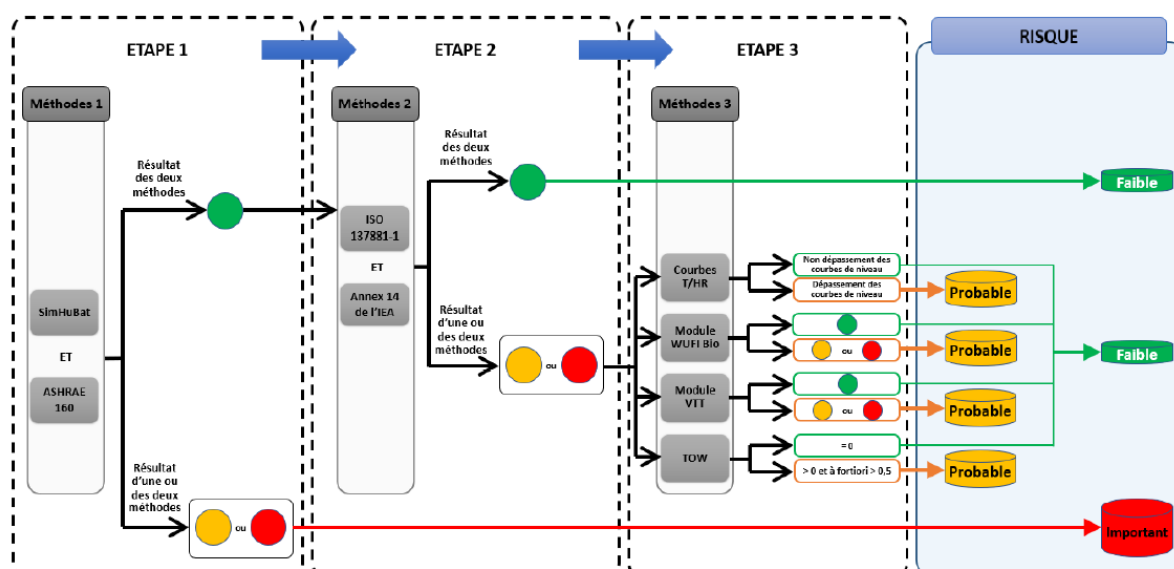 ETAPE 1
ETAPE 2
ETAPE 3
RISQUE
Méthodes 1
SimHuBat
ET
ASHRAE
160
Résultat
des deux
méthodes
Résultat
d'une ou
des deux
méthodes
ou
Méthodes 2
ISO
137881-1
ET
Annex 14
de l'IEA
Résultat
des deux
méthodes
Résultat
d'une ou
des deux
méthodes
ou
Méthodes 3
Courbes
T/HR
Non dépassement des
courbes de niveau
Dépassement des
courbes de niveau
Module
WUFI Bio
ou
Module
VTT
ou
TOW
= 0
> 0 et à fortiori > 0,5
Faible
Probable
Probable
Faible
Probable
Probable
Important